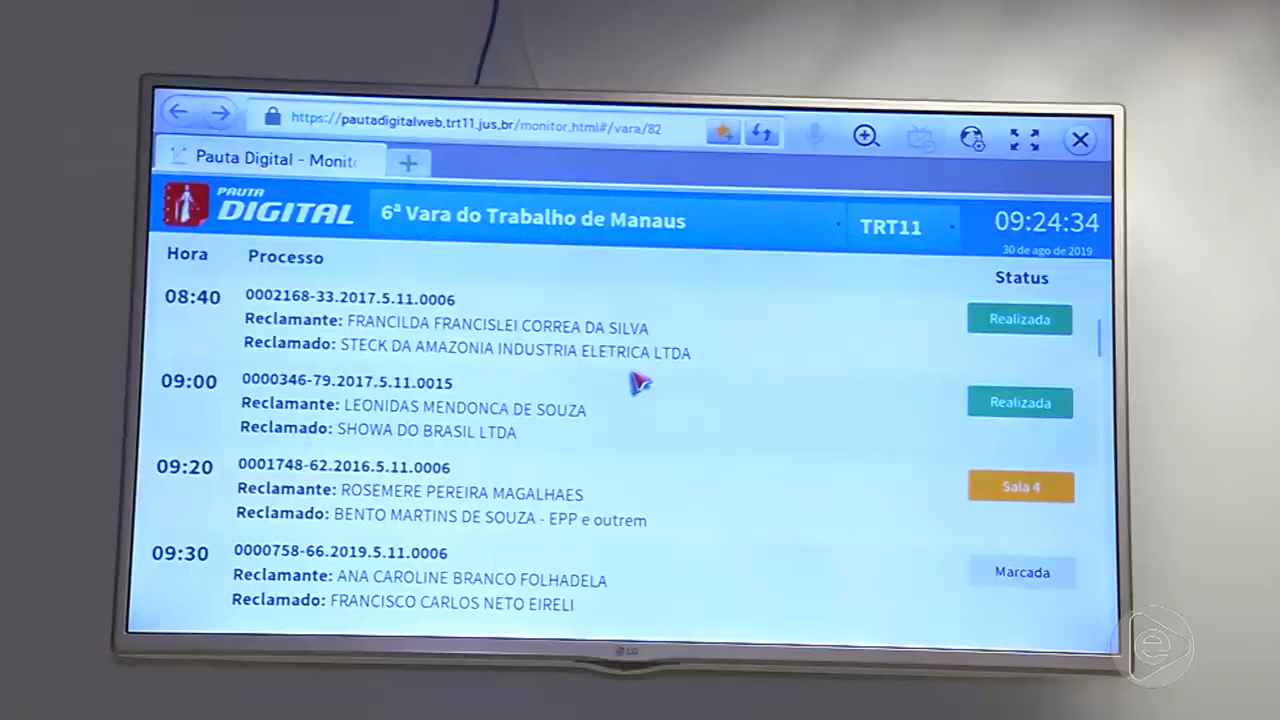 https://pautadigitalweb.trt11.jus.br/monitor.html#/vara/82
Pauta Digital - Monit
PAUTA
DIGITAL
6ª Vara do Trabalho de Manaus
TRT11
09:24:34
30 de ago de 2019
Hora
Processo
Status
08:40
0002168-33.2017.5.11.0006
Reclamante: FRANCILDA FRANCISLEI CORREA DA SILVA
Reclamado: STECK DA AMAZONIA INDUSTRIA ELETRICA LTDA
Realizada
09:00
0000346-79.2017.5.11.0015
Reclamante: LEONIDAS MENDONCA DE SOUZA
Reclamado: SHOWA DO BRASIL LTDA
Realizada
09:20
0001748-62.2016.5.11.0006
Reclamante: ROSEMERE PEREIRA MAGALHAES
Reclamado: BENTO MARTINS DE SOUZA - EPP e outrem
Sala 4
09:30
0000758-66.2019.5.11.0006
Reclamante: ANA CAROLINE BRANCO FOLHADELA
Reclamado: FRANCISCO CARLOS NETO EIRELI
Marcada
LG
e